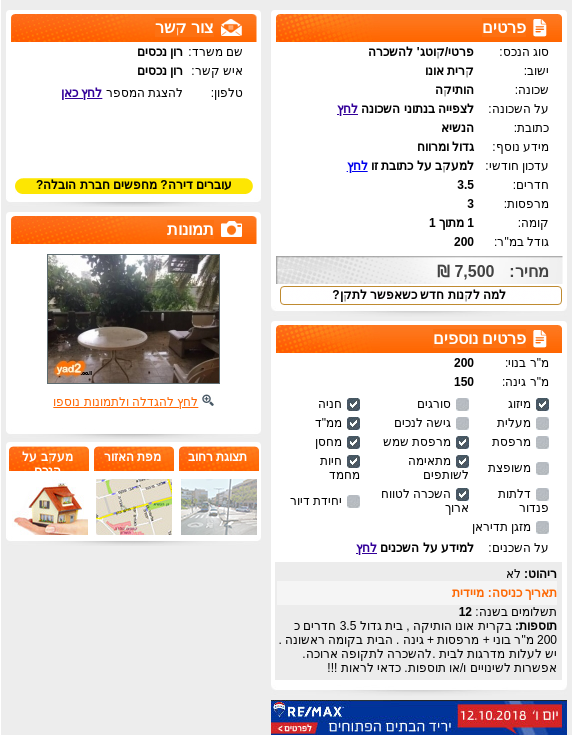 פרטים
סוג הנכס: פרטי/קוטג' להשכרה
ישוב: קרית אונו
שכונה: הותיקה
על השכונה: לצפייה בנתוני השכונה לחץ
כתובת: הנשיא
מידע נוסף: גדול ומרווח
עדכון חודשי: למעקב על כתובת זו לחץ
חדרים: 3.5
מרפסות: 3
קומה: 1 מתוך 1
גודל במ"ר: 200
מחיר: 7,500 ₪
למה לקנות חדש כשאפשר לתקן?
פרטים נוספים
מ"ר בנוי: 200
מ"ר גינה: 150
מיזוג סורגים חניה
מעלית גישה לנכים ממ"ד
מרפסת מרפסת שמש מחסן
משופצת מתאימה לשותפים חיות מחמד
דלתות פנדור השכרה לטווח ארוך יחידת דיור
מזגן תדיראן
על השכנים: למידע על השכנים לחץ
ריהוט: לא
תאריך כניסה: מיידית
תשלומים בשנה: 12
תוספות: בקרית אונו הותיקה , בית גדול 3.5 חדרים כ
200 מ"ר בוני + מרפסות + גינה . הבית בקומה ראשונה .
יש לעלות מדרגות לבית .להשכרה לתקופה ארוכה.
אפשרות לשינויים ו/או תוספות. כדאי לראות !!!
יום ו' 12.10.2018
RE/MAX
יריד הבתים הפתוחים
לפרטים >
צור קשר
שם משרד: רון נכסים
איש קשר: רון נכסים
טלפון: להצגת המספר לחץ כאן
עוברים דירה? מחפשים חברת הובלה?
תמונות
yad2.co.il
לחץ להגדלה ולתמונות נוספו
תצוגת רחוב
מפת האזור
מעקב על
הנכס